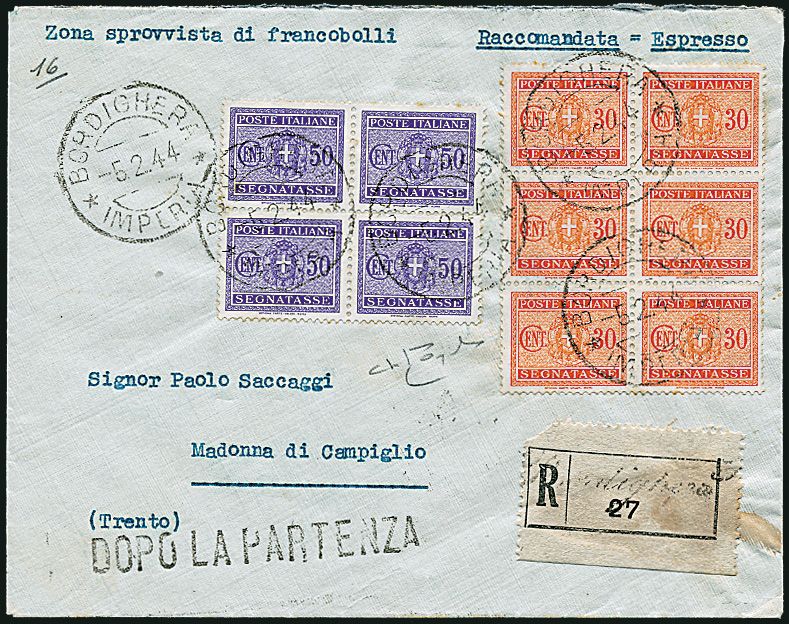 Zona sprovvista di francobolli
Raccomandata = Espresso
16
BORDIGHERA
-5.2.44
* IMPERIA *
POSTE ITALIANE POSTE ITALIANE
CENT. 50 CENT. 50
SEGNATASSE SEGNATASSE
POSTE ITALIANE POSTE ITALIANE
CENT. 50 CENT. 50
SEGNATASSE SEGNATASSE
POSTE ITALIANE POSTE ITALIANE
CENT. 30 CENT. 30
SEGNATASSE SEGNATASSE
POSTE ITALIANE POSTE ITALIANE
CENT. 30 CENT. 30
SEGNATASSE SEGNATASSE
POSTE ITALIANE POSTE ITALIANE
CENT. 30 CENT. 30
SEGNATASSE SEGNATASSE
Signor Paolo Saccaggi
Madonna di Campiglio
(Trento)
DOPO LA PARTENZA
R
Bordighera
27